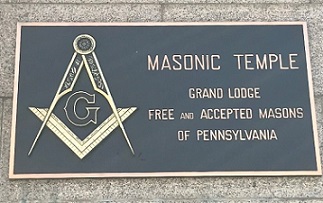 G
MASONIC TEMPLE
GRAND LODGE
FREE AND ACCEPTED MASONS
OF PENNSYLVANIA